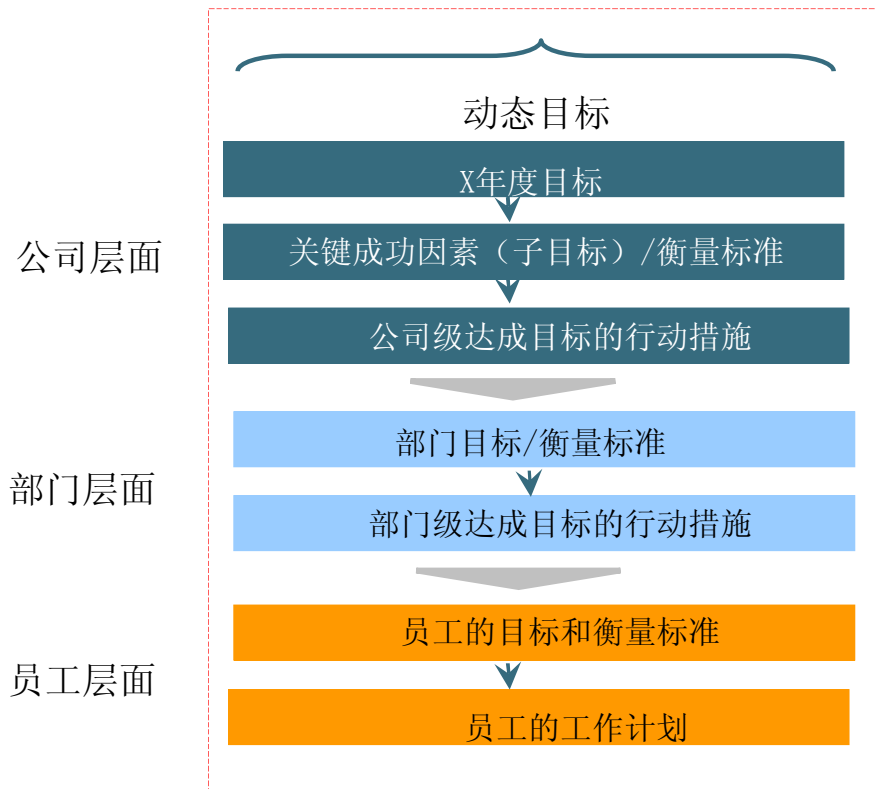 动态目标
X年度目标
公司层面
关键成功因素（子目标）/衡量标准
公司级达成目标的行动措施
部门目标/衡量标准
部门层面
部门级达成目标的行动措施
员工的目标和衡量标准
员工层面
员工的工作计划